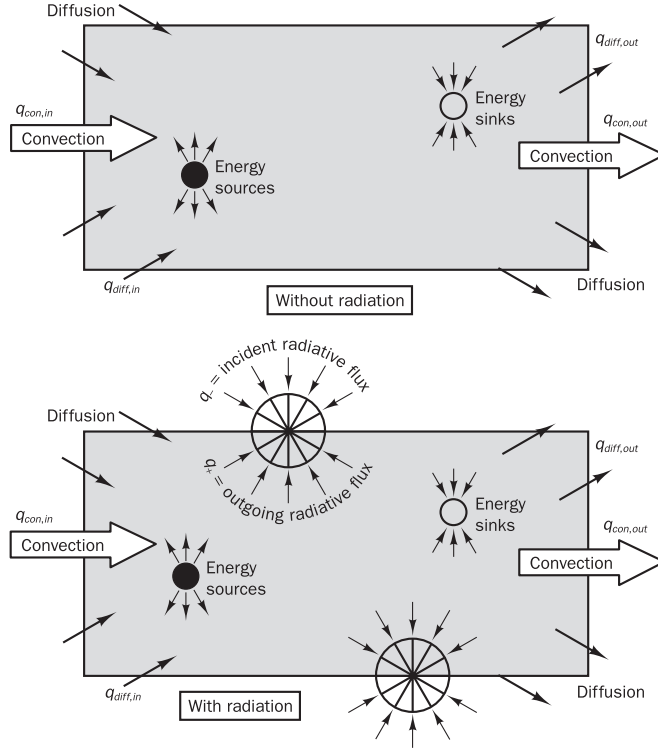 Diffusion
q_diff,out
q_con,in
Convection
Energy
sinks
q_con,out
Convection
Energy
sources
q_diff,in
Diffusion
Without radiation
q_- = incident radiative flux
Diffusion
q_+ = outgoing radiative flux
q_diff,out
q_con,in
Convection
Energy
sinks
q_con,out
Convection
Energy
sources
q_diff,in
Diffusion
With radiation